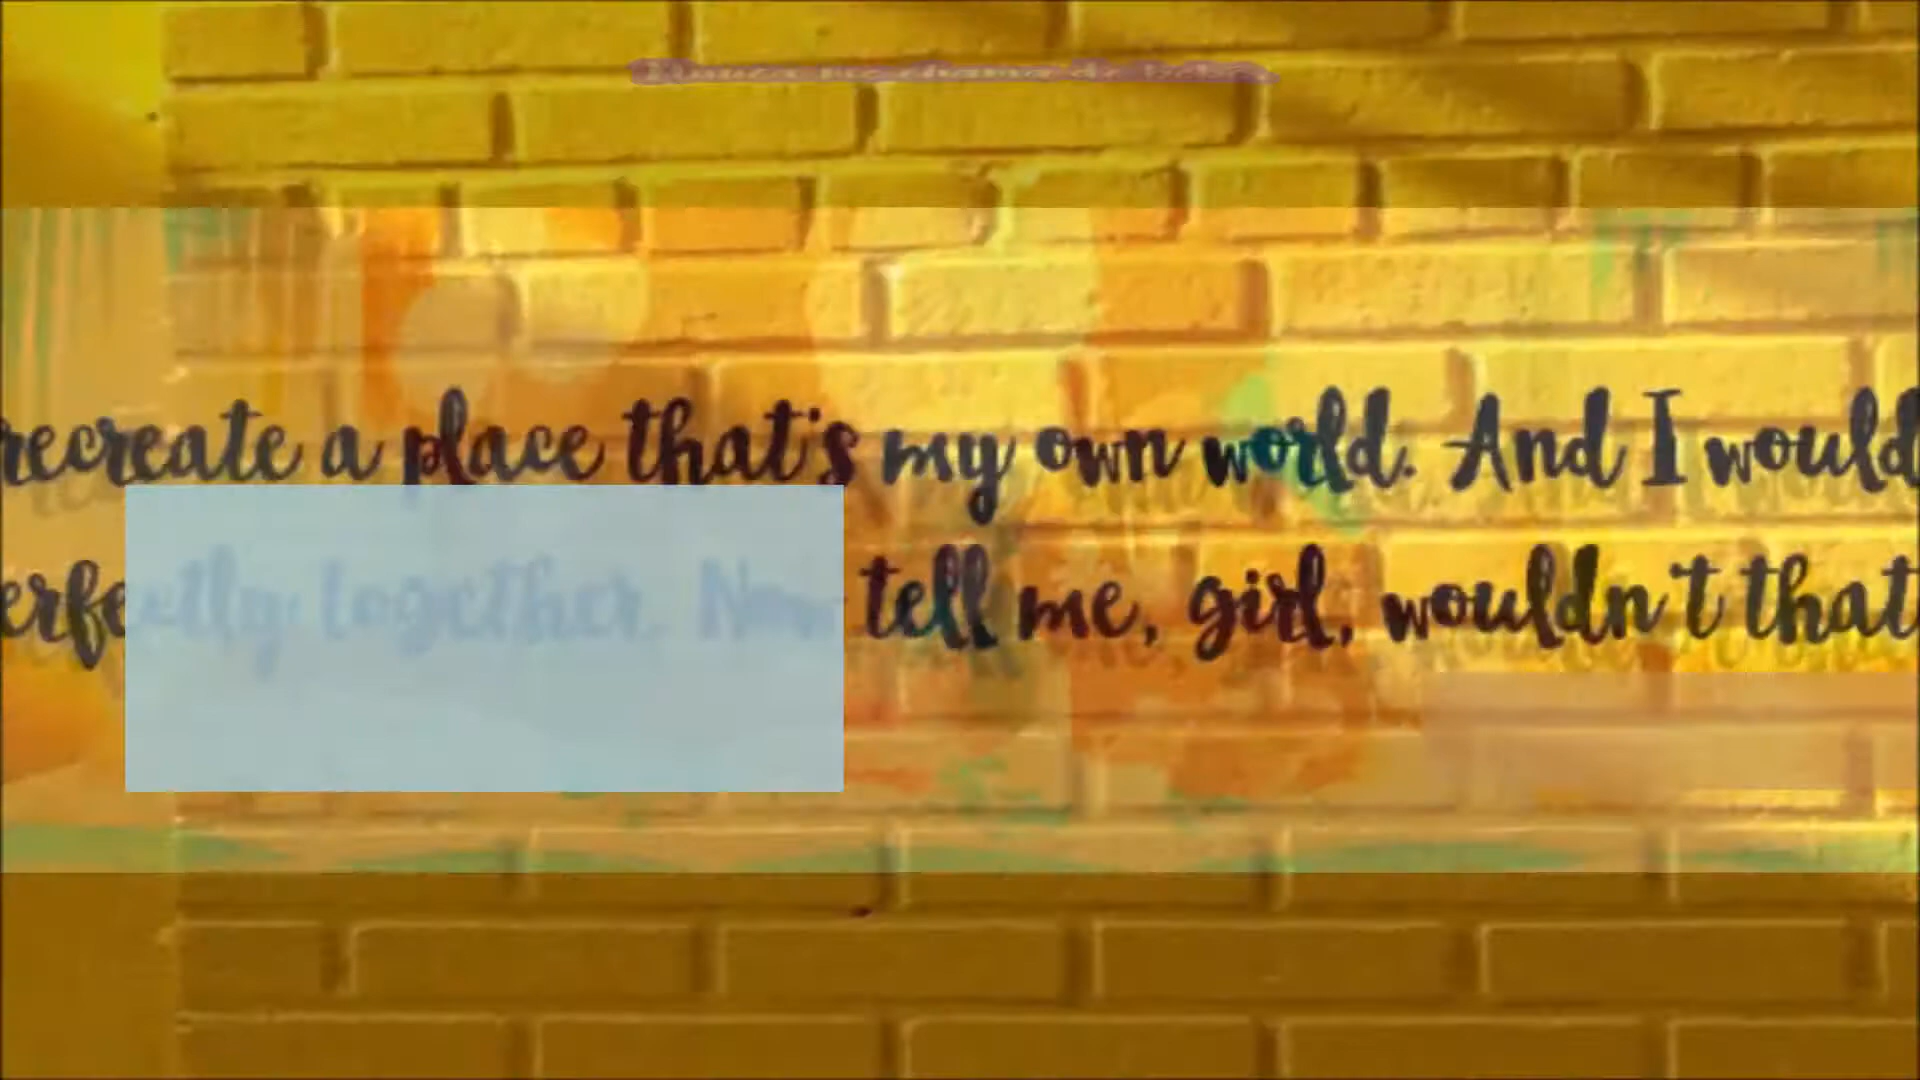 recreate a place that's my own world. And I would
erfectly together. Now tell me, girl, wouldn't that